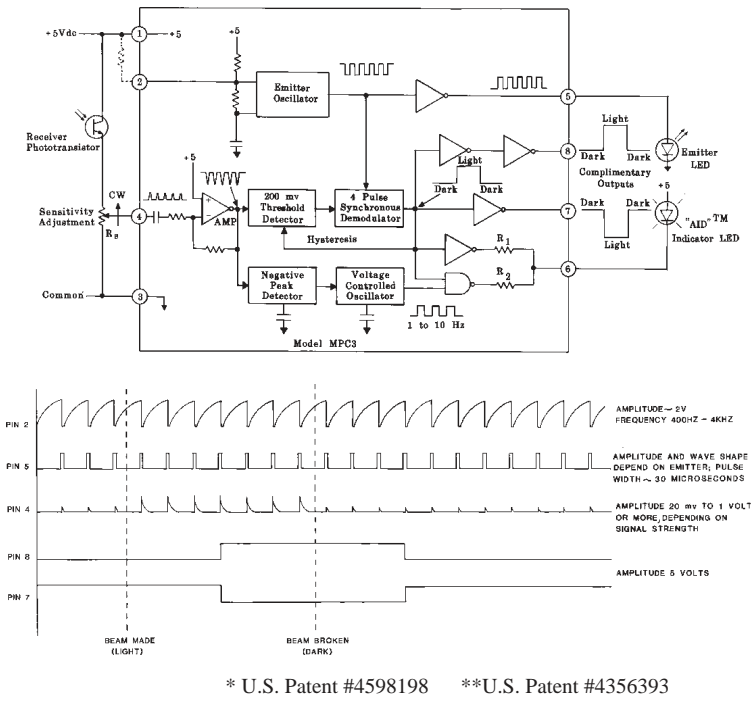 +5Vdc
1
+5
+5
2
Emitter
Oscillator
5
Receiver
Phototransistor
Light
8
Dark
Dark
Emitter
LED
Complimentary
Outputs
+5
CW
+5
Light
Dark
Dark
Sensitivity
Adjustment
4
AMP
200 mv
Threshold
Detector
4 Pulse
Synchronous
Demodulator
7
Dark
Dark
Light
"AID"™
Indicator LED
RS
Hysteresis
R1
R2
6
Common
3
Negative
Peak
Detector
Voltage
Controlled
Oscillator
1 to 10 Hz
Model MPC3
PIN 2
AMPLITUDE~ 2V
FREQUENCY 400HZ – 4KHZ
PIN 5
AMPLITUDE AND WAVE SHAPE
DEPEND ON EMITTER; PULSE
WIDTH ~ 30 MICROSECONDS
PIN 4
AMPLITUDE 20 mv TO 1 VOLT
OR MORE, DEPENDING ON
SIGNAL STRENGTH
PIN 8
AMPLITUDE 5 VOLTS
PIN 7
BEAM MADE
(LIGHT)
BEAM BROKEN
(DARK)
* U.S. Patent #4598198 **U.S. Patent #4356393